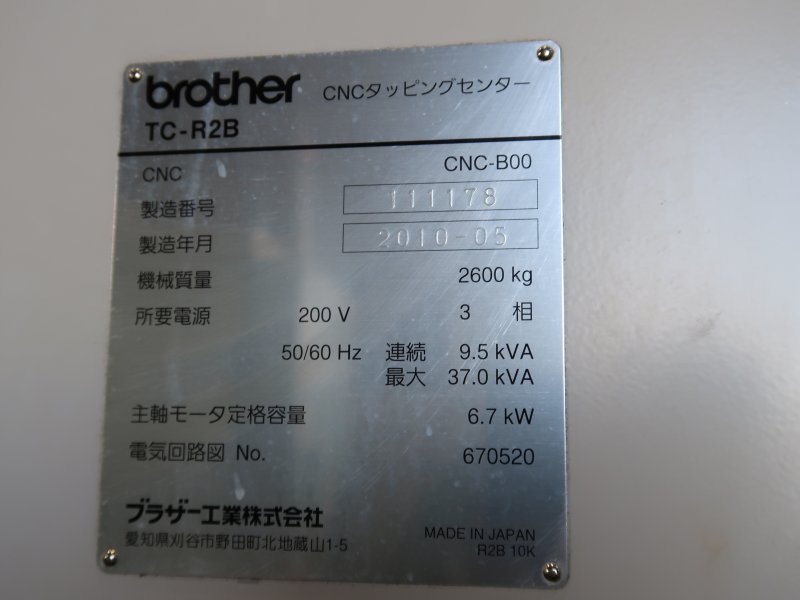 brother CNCタッピングセンター
TC-R2B
CNC CNC-B00
製造番号 111178
製造年月 2010-05
機械質量 2600 kg
所要電源 200 V 3 相
50/60 Hz 連続 9.5 kVA
最大 37.0 kVA
主軸モータ定格容量 6.7 kW
電気回路図 No. 670520
ブラザー工業株式会社
愛知県刈谷市野田町北地蔵山1-5
MADE IN JAPAN
R2B 10K